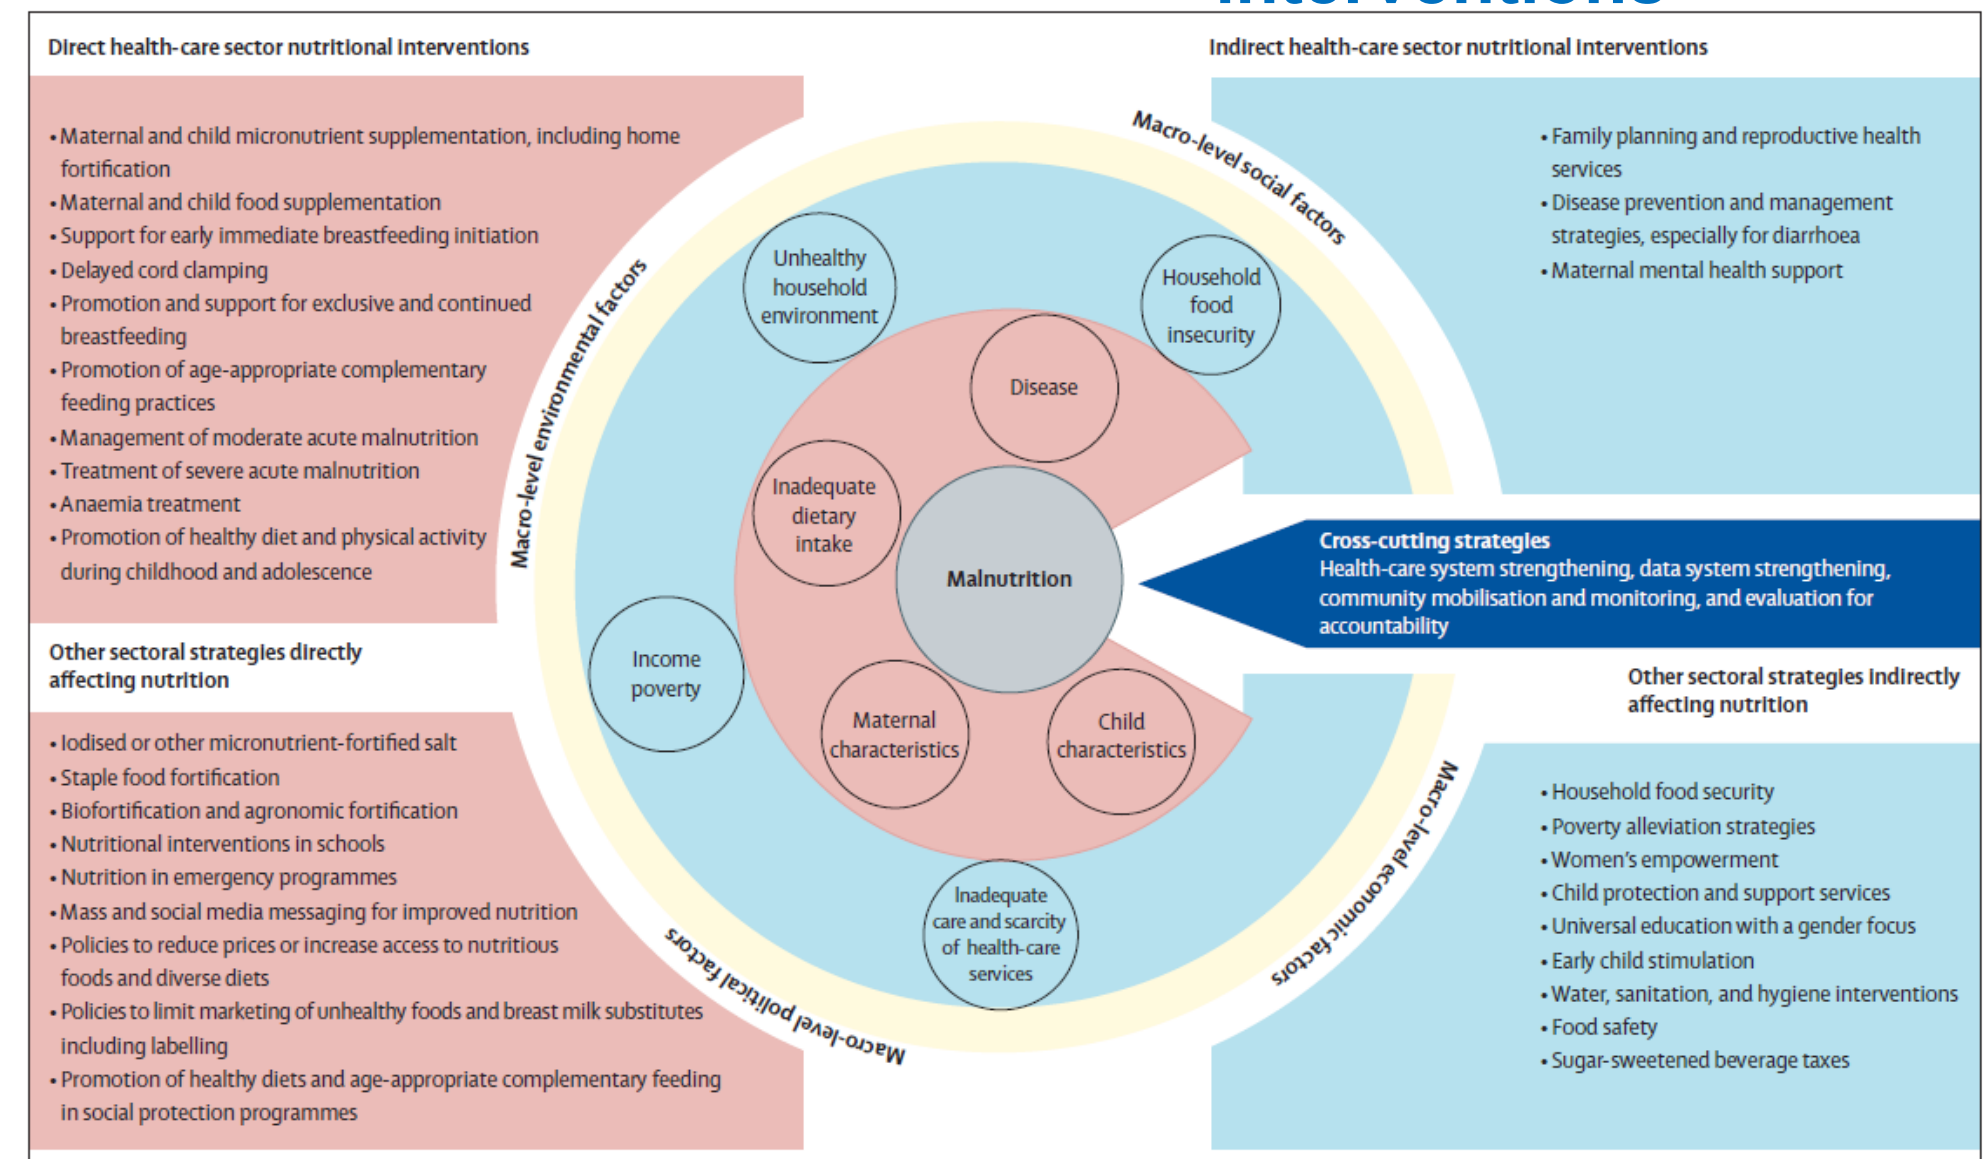 Interventions
Direct health-care sector nutritional interventions
• Maternal and child micronutrient supplementation, including home
fortification
• Maternal and child food supplementation
• Support for early immediate breastfeeding initiation
• Delayed cord clamping
• Promotion and support for exclusive and continued
breastfeeding
• Promotion of age-appropriate complementary
feeding practices
• Management of moderate acute malnutrition
• Treatment of severe acute malnutrition
• Anaemia treatment
• Promotion of healthy diet and physical activity
during childhood and adolescence
Other sectoral strategies directly
affecting nutrition
• Iodised or other micronutrient-fortified salt
• Staple food fortification
• Biofortification and agronomic fortification
• Nutritional interventions in schools
• Nutrition in emergency programmes
• Mass and social media messaging for improved nutrition
• Policies to reduce prices or increase access to nutritious
foods and diverse diets
• Policies to limit marketing of unhealthy foods and breast milk substitutes
including labelling
• Promotion of healthy diets and age-appropriate complementary feeding
in social protection programmes
Macro-level environmental factors
Macro-level social factors
Macro-level political factors
Macro-level economic factors
Unhealthy
household
environment
Household
food
insecurity
Disease
Inadequate
dietary
intake
Malnutrition
Income
poverty
Maternal
characteristics
Child
characteristics
Inadequate
care and scarcity
of health-care
services
Indirect health-care sector nutritional interventions
• Family planning and reproductive health
services
• Disease prevention and management
strategies, especially for diarrhoea
• Maternal mental health support
Cross-cutting strategies
Health-care system strengthening, data system strengthening,
community mobilisation and monitoring, and evaluation for
accountability
Other sectoral strategies indirectly
affecting nutrition
• Household food security
• Poverty alleviation strategies
• Women's empowerment
• Child protection and support services
• Universal education with a gender focus
• Early child stimulation
• Water, sanitation, and hygiene interventions
• Food safety
• Sugar-sweetened beverage taxes